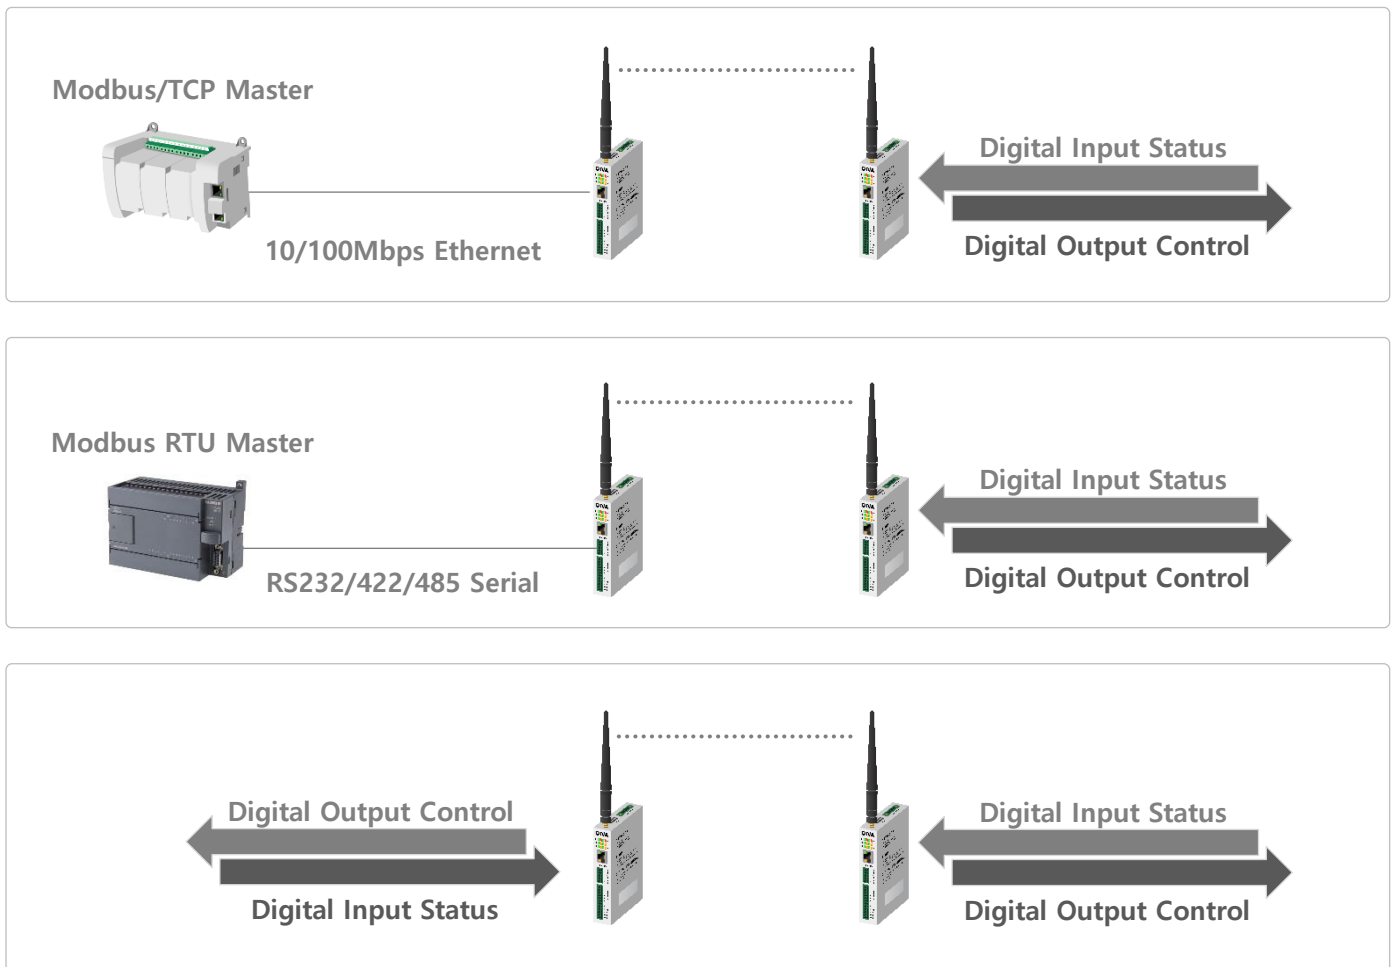 Modbus/TCP Master
10/100Mbps Ethernet
Digital Input Status
Digital Output Control
Modbus RTU Master
RS232/422/485 Serial
Digital Input Status
Digital Output Control
Digital Output Control
Digital Input Status
Digital Input Status
Digital Output Control